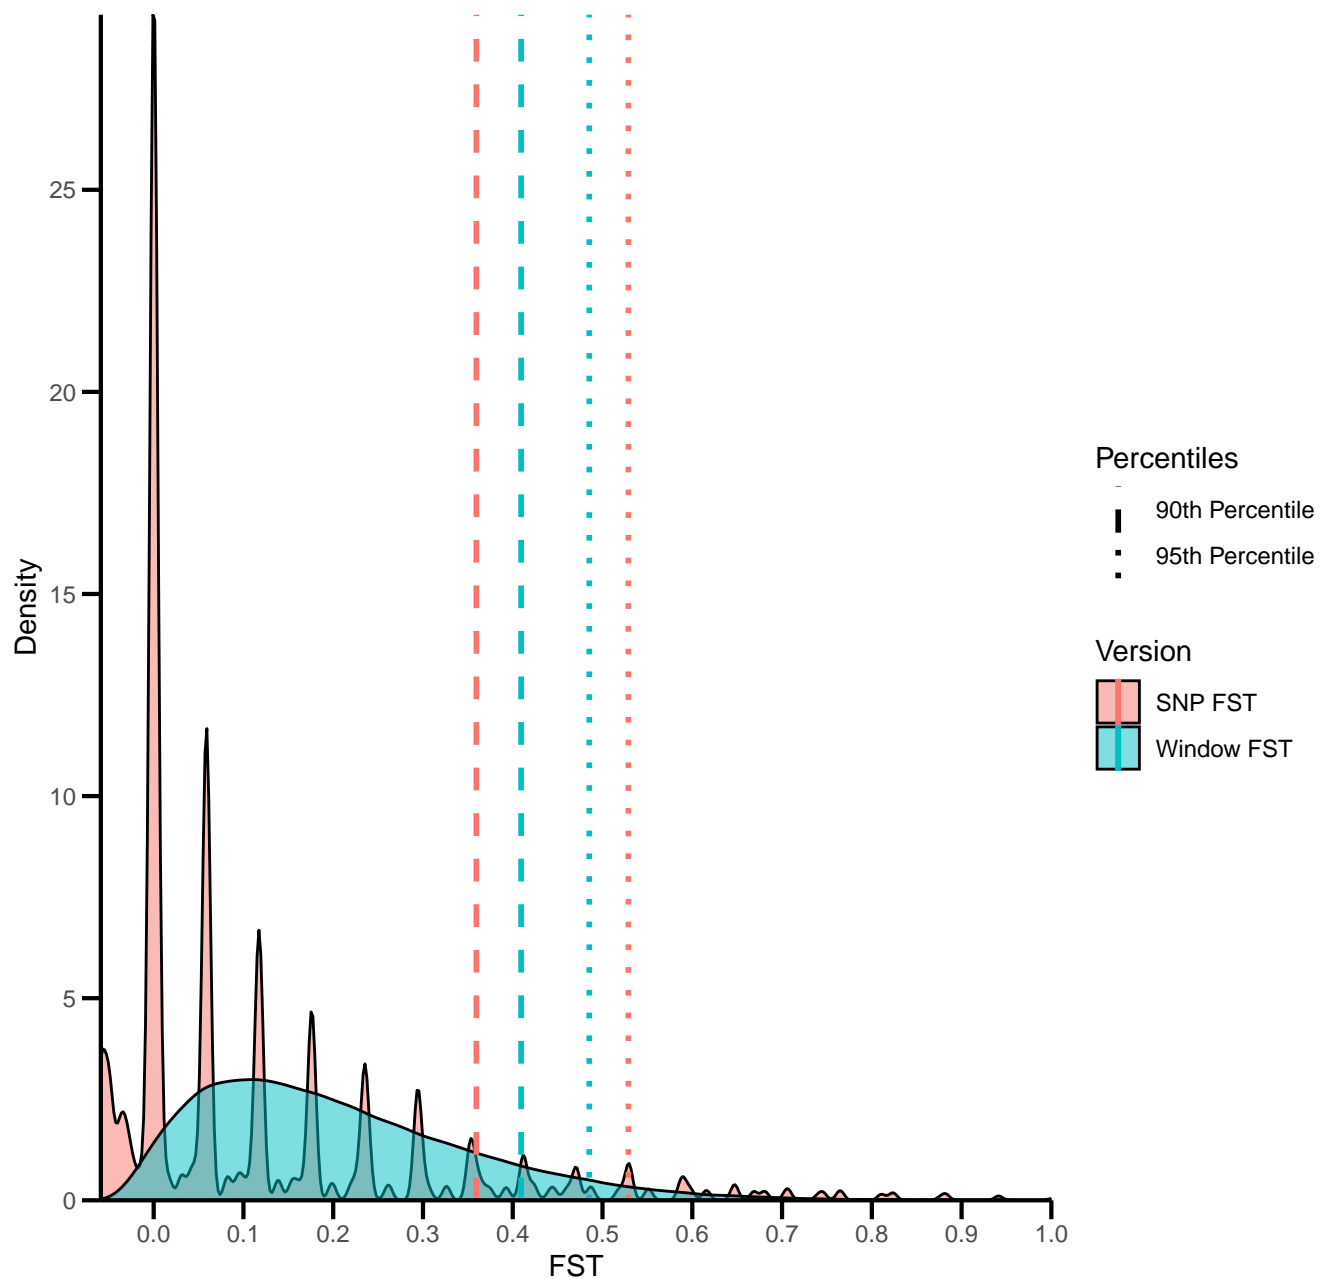 25
20
15
10
5
0
Density
0.0 0.1 0.2 0.3 0.4 0.5 0.6 0.7 0.8 0.9 1.0
FST
Percentiles
90th Percentile
95th Percentile
Version
SNP FST
Window FST